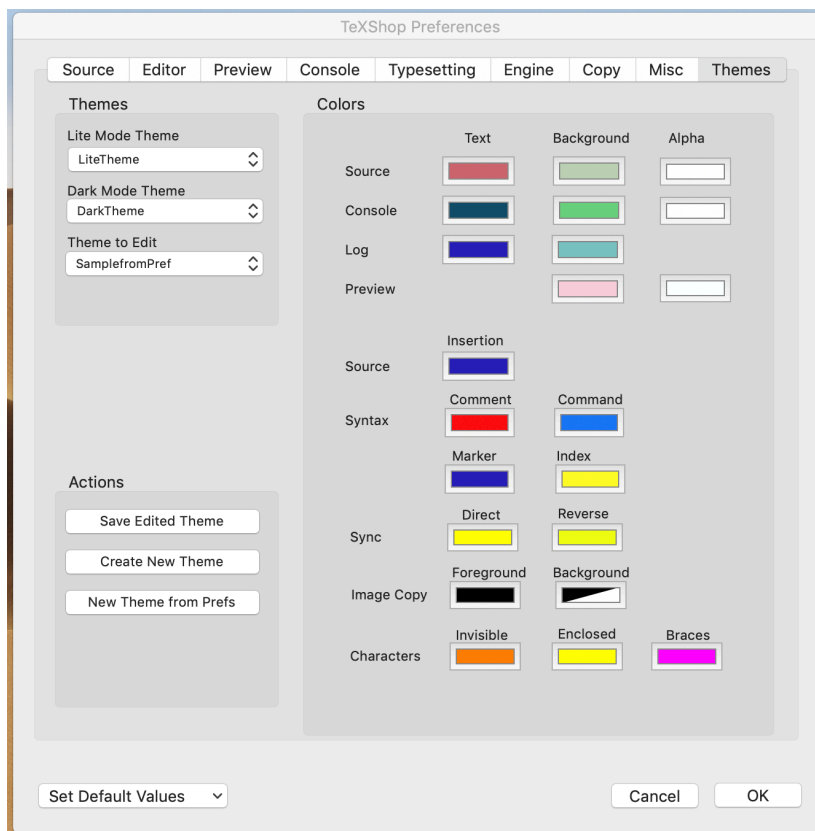 TeXShop Preferences
Source Editor Preview Console Typesetting Engine Copy Misc Themes
Themes
Lite Mode Theme
LiteTheme
Dark Mode Theme
DarkTheme
Theme to Edit
SamplefromPref
Actions
Save Edited Theme
Create New Theme
New Theme from Prefs
Colors
Text Background Alpha
Source
Console
Log
Preview
Insertion
Source
Comment Command
Syntax
Marker Index
Direct Reverse
Sync
Foreground Background
Image Copy
Invisible Enclosed Braces
Characters
Set Default Values Cancel OK